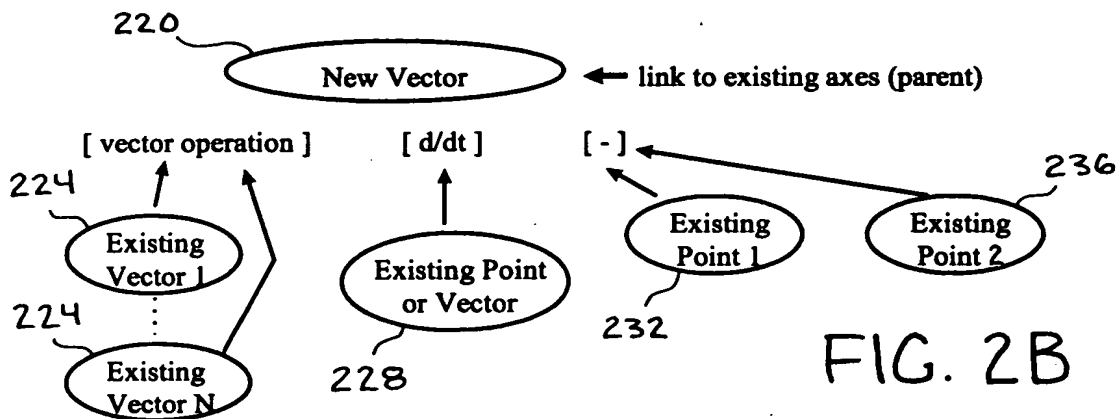 220
New Vector
link to existing axes (parent)
[ vector operation ]
[ d/dt ]
[ - ]
224
Existing
Vector 1
224
Existing
Vector N
Existing Point
or Vector
228
Existing
Point 1
232
236
Existing
Point 2
FIG. 2B